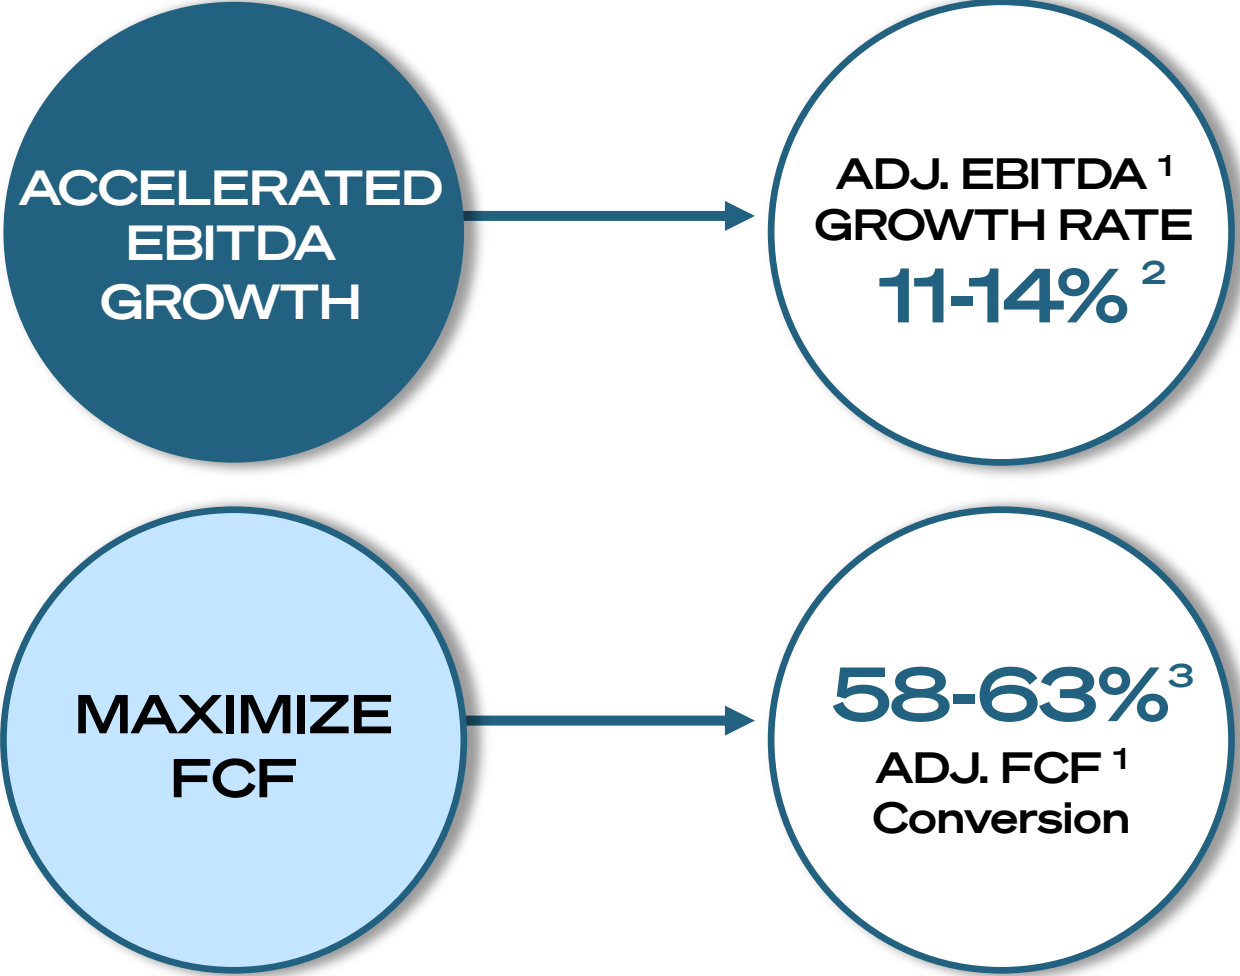 ACCELERATED
EBITDA
GROWTH
ADJ. EBITDA ¹
GROWTH RATE
11-14% ²
MAXIMIZE
FCF
58-63%³
ADJ. FCF ¹
Conversion